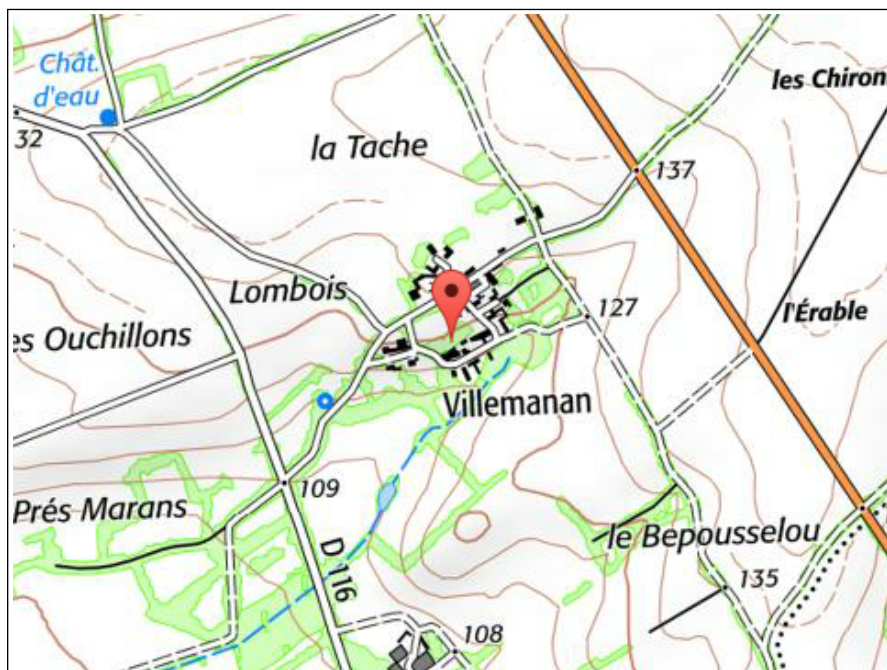 Chât.
d'eau
les Chiron
32
la Tache
137
Lombois
127
l'Érable
es Ouchillons
Villemanan
109
Prés Marans
le Bepousselou
D 116
135
108